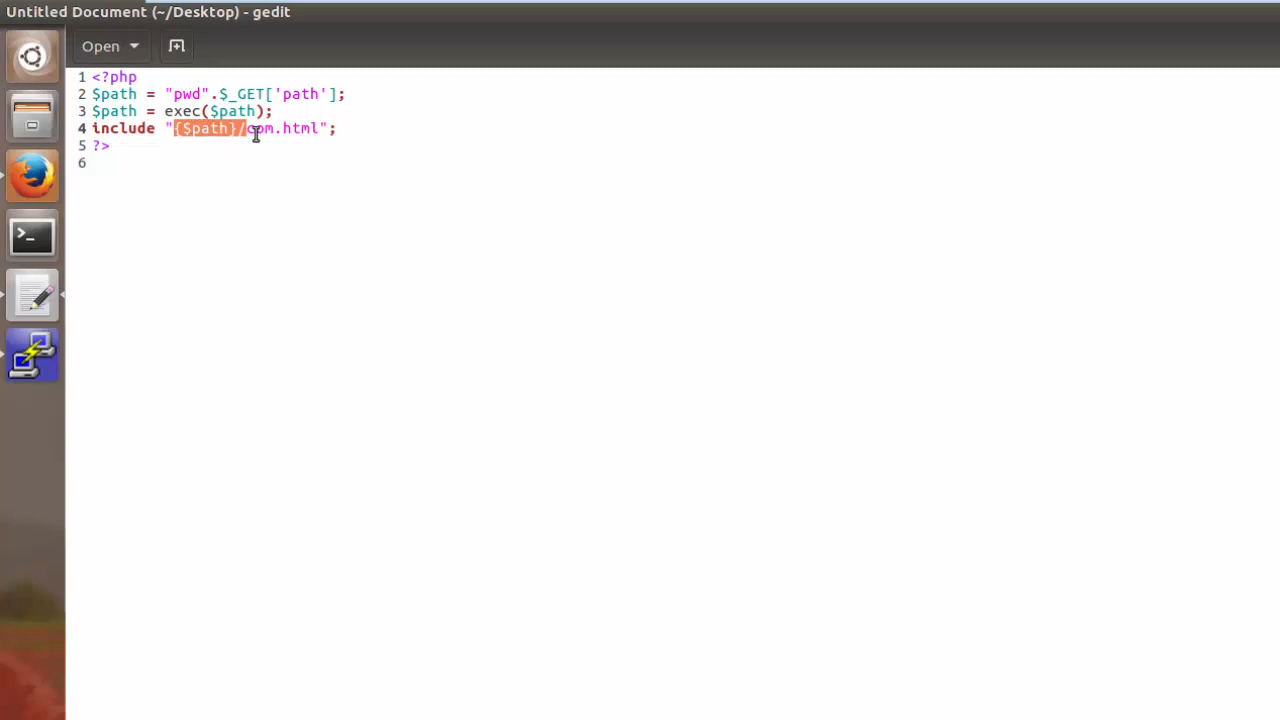 Untitled Document (~/Desktop) - gedit
Open
1 <?php
2 $path = "pwd".$_GET['path'];
3 $path = exec($path);
4 include "{$path}/com.html";
5 ?>
6